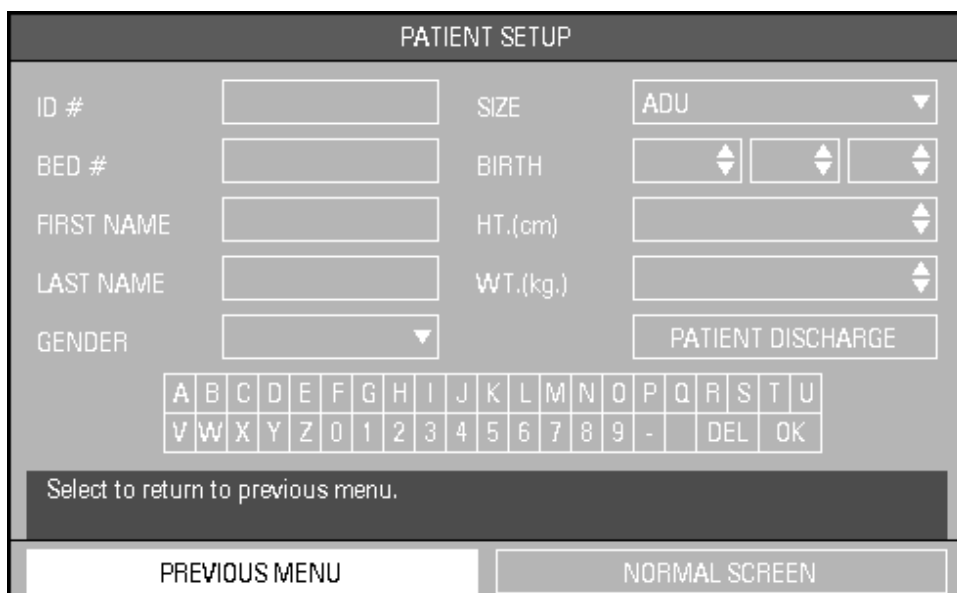 PATIENT SETUP
ID # SIZE ADU
BED # BIRTH
FIRST NAME HT.(cm)
LAST NAME WT.(kg.)
GENDER PATIENT DISCHARGE
A B C D E F G H I J K L M N O P Q R S T U
V W X Y Z 0 1 2 3 4 5 6 7 8 9 - DEL OK
Select to return to previous menu.
PREVIOUS MENU NORMAL SCREEN